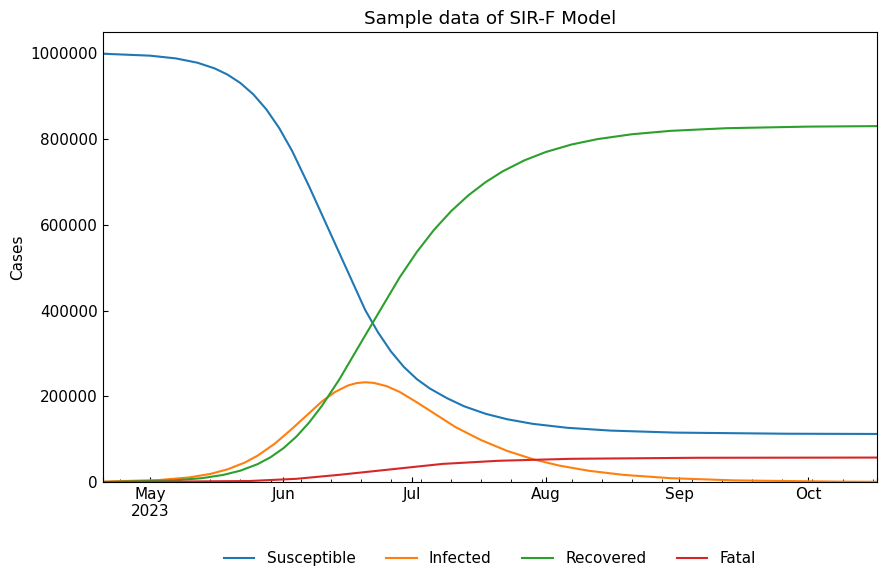 Sample data of SIR-F Model
Cases
1000000
800000
600000
400000
200000
0
May Jun Jul Aug Sep Oct
2023
Susceptible Infected Recovered Fatal